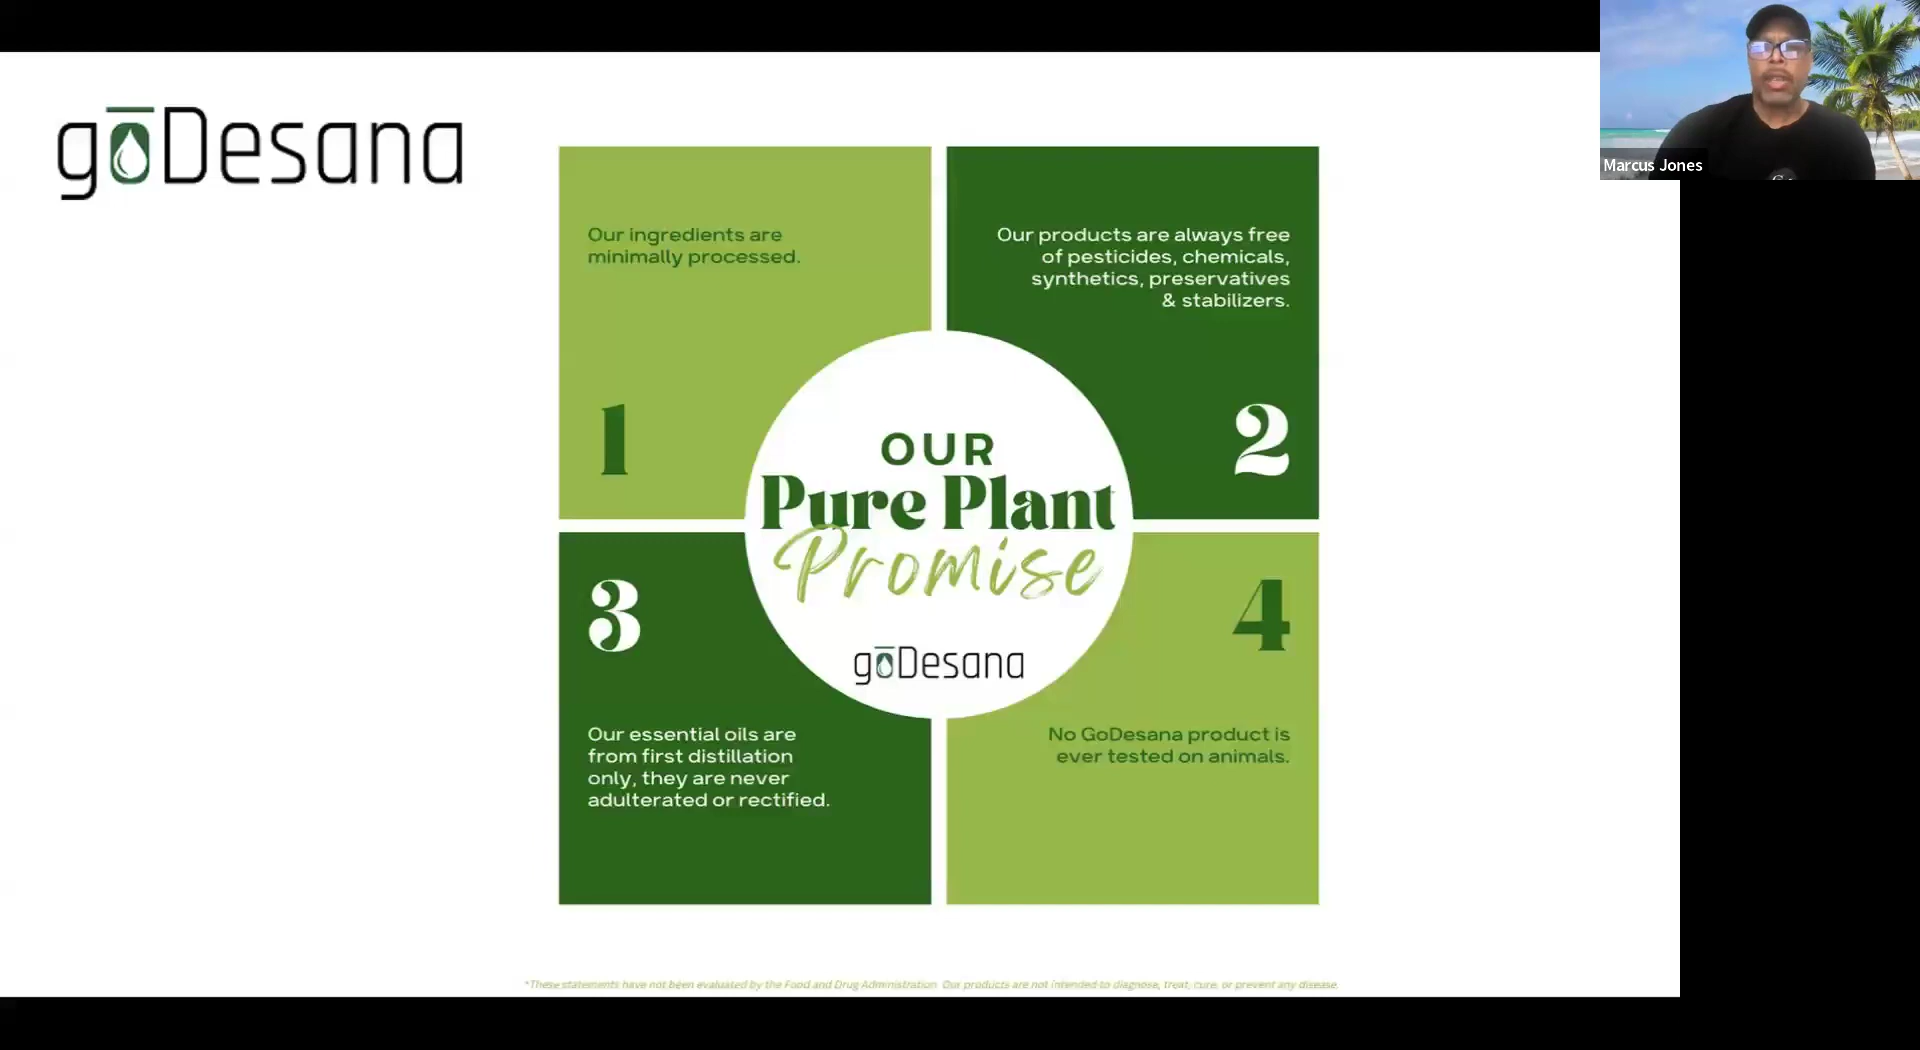 gōDesana
Marcus Jones
Our ingredients are
minimally processed.
1
Our products are always free
of pesticides, chemicals,
synthetics, preservatives
& stabilizers.
2
OUR
Pure Plant
Promise
gōDesana
3
Our essential oils are
from first distillation
only, they are never
adulterated or rectified.
4
No GoDesana product is
ever tested on animals.
*These statements have not been evaluated by the Food and Drug Administration. Our products are not intended to diagnose, treat, cure, or prevent any disease.